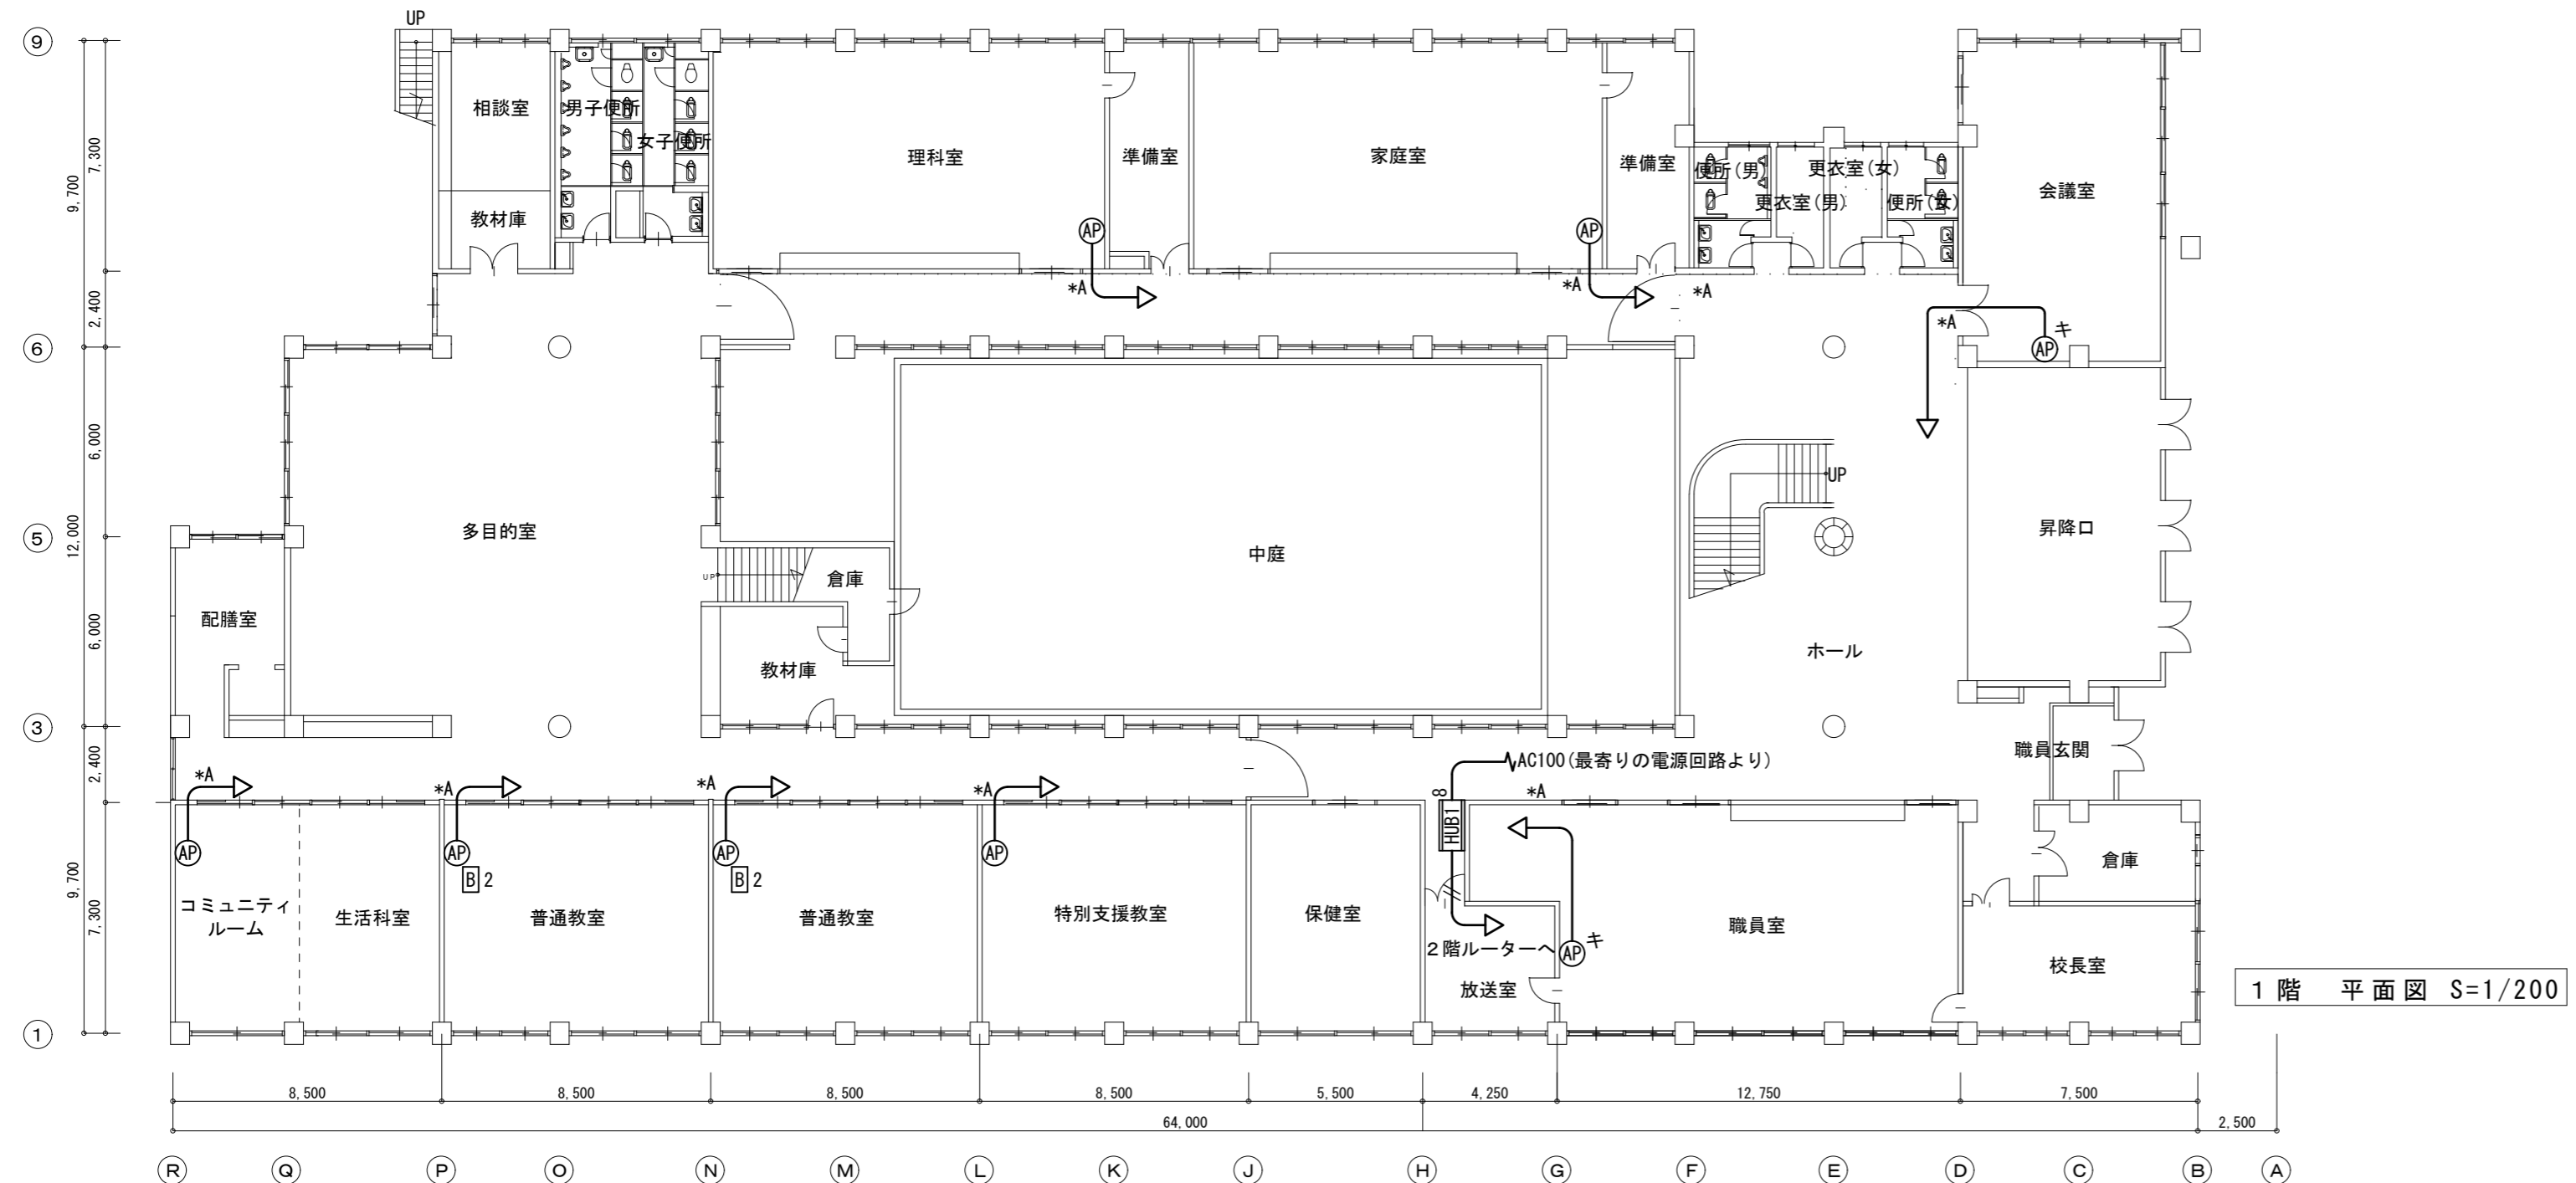 UP
9
相談室
男子便所
女子便所
理科室
準備室
家庭室
準備室
便所(男)
更衣室(男)
更衣室(女)
便所(女)
会議室
教材庫
7,300
9,700
AP
*A
AP
*A
*A
*A
AP
キ
2,400
6
6,000
12,000
5
多目的室
UP
倉庫
中庭
UP
昇降口
配膳室
6,000
教材庫
ホール
3
2,400
職員玄関
AC100(最寄りの電源回路より)
*A
*A
*A
*A
8
HUB1
*A
AP
AP
B 2
AP
B 2
AP
9,700
7,300
コミュニティ
ルーム
生活科室
普通教室
普通教室
特別支援教室
保健室
2階ルーターへ
AP
キ
放送室
職員室
倉庫
校長室
1階 平面図 S=1/200
1
8,500
8,500
8,500
8,500
5,500
4,250
12,750
7,500
64,000
2,500
R
Q
P
O
N
M
L
K
J
H
G
F
E
D
C
B
A